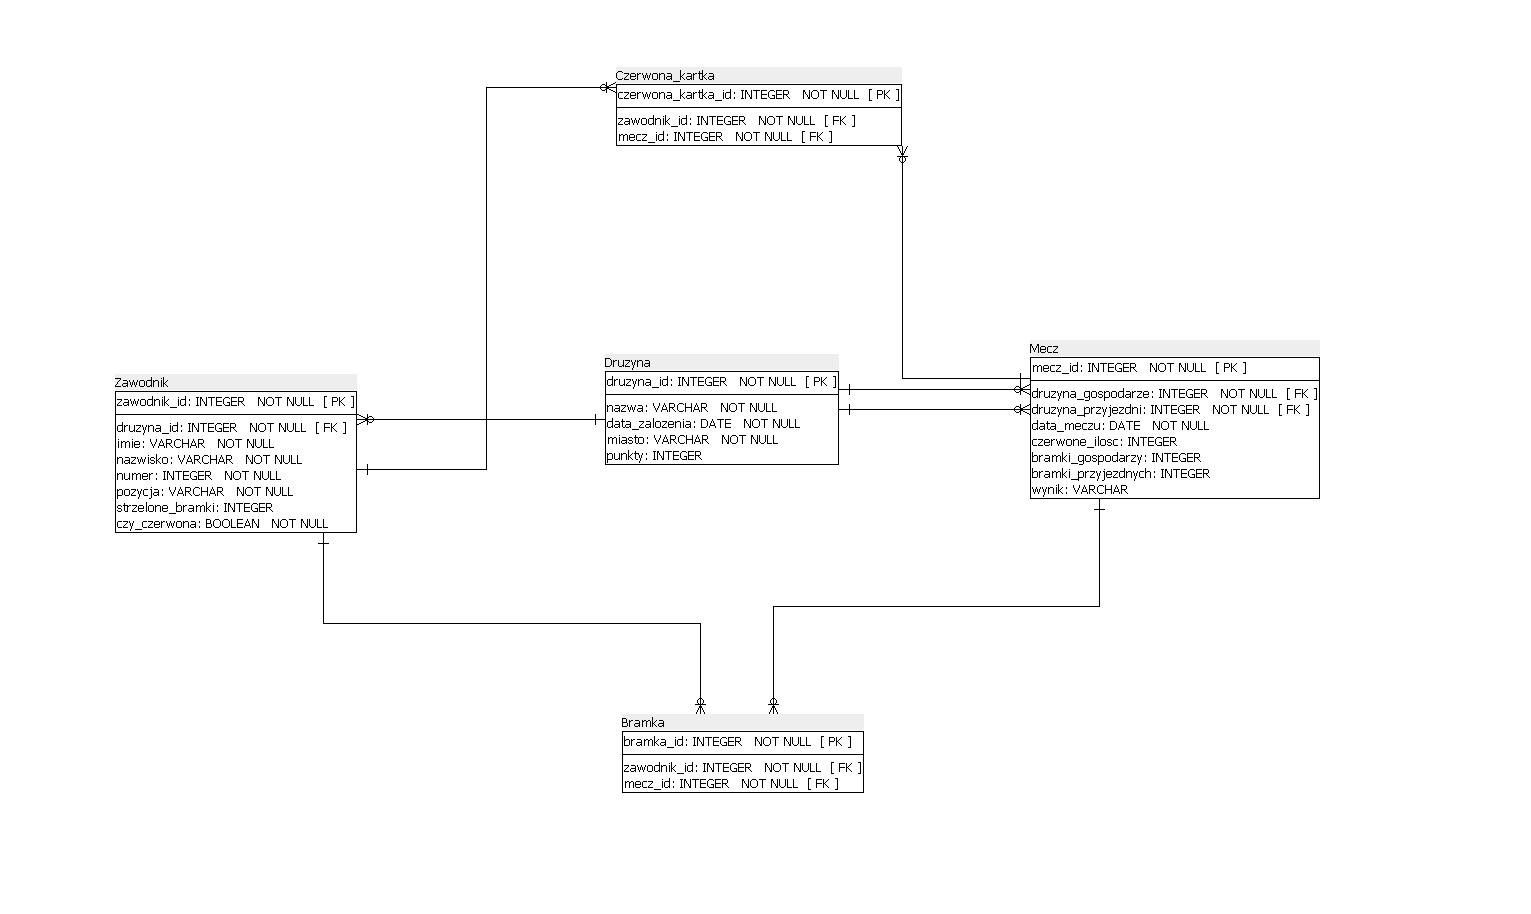 Czerwona_kartka
czerwona_kartka_id: INTEGER NOT NULL [ PK ]
zawodnik_id: INTEGER NOT NULL [ FK ]
mecz_id: INTEGER NOT NULL [ FK ]
Zawodnik
zawodnik_id: INTEGER NOT NULL [ PK ]
druzyna_id: INTEGER NOT NULL [ FK ]
imie: VARCHAR NOT NULL
nazwisko: VARCHAR NOT NULL
numer: INTEGER NOT NULL
pozycja: VARCHAR NOT NULL
strzelone_bramki: INTEGER
czy_czerwona: BOOLEAN NOT NULL
Druzyna
druzyna_id: INTEGER NOT NULL [ PK ]
nazwa: VARCHAR NOT NULL
data_zalozenia: DATE NOT NULL
miasto: VARCHAR NOT NULL
punkty: INTEGER
Mecz
mecz_id: INTEGER NOT NULL [ PK ]
druzyna_gospodarze: INTEGER NOT NULL [ FK ]
druzyna_przyjezdni: INTEGER NOT NULL [ FK ]
data_meczu: DATE NOT NULL
czerwone_ilosc: INTEGER
bramki_gospodarzy: INTEGER
bramki_przyjezdnych: INTEGER
wynik: VARCHAR
Bramka
bramka_id: INTEGER NOT NULL [ PK ]
zawodnik_id: INTEGER NOT NULL [ FK ]
mecz_id: INTEGER NOT NULL [ FK ]